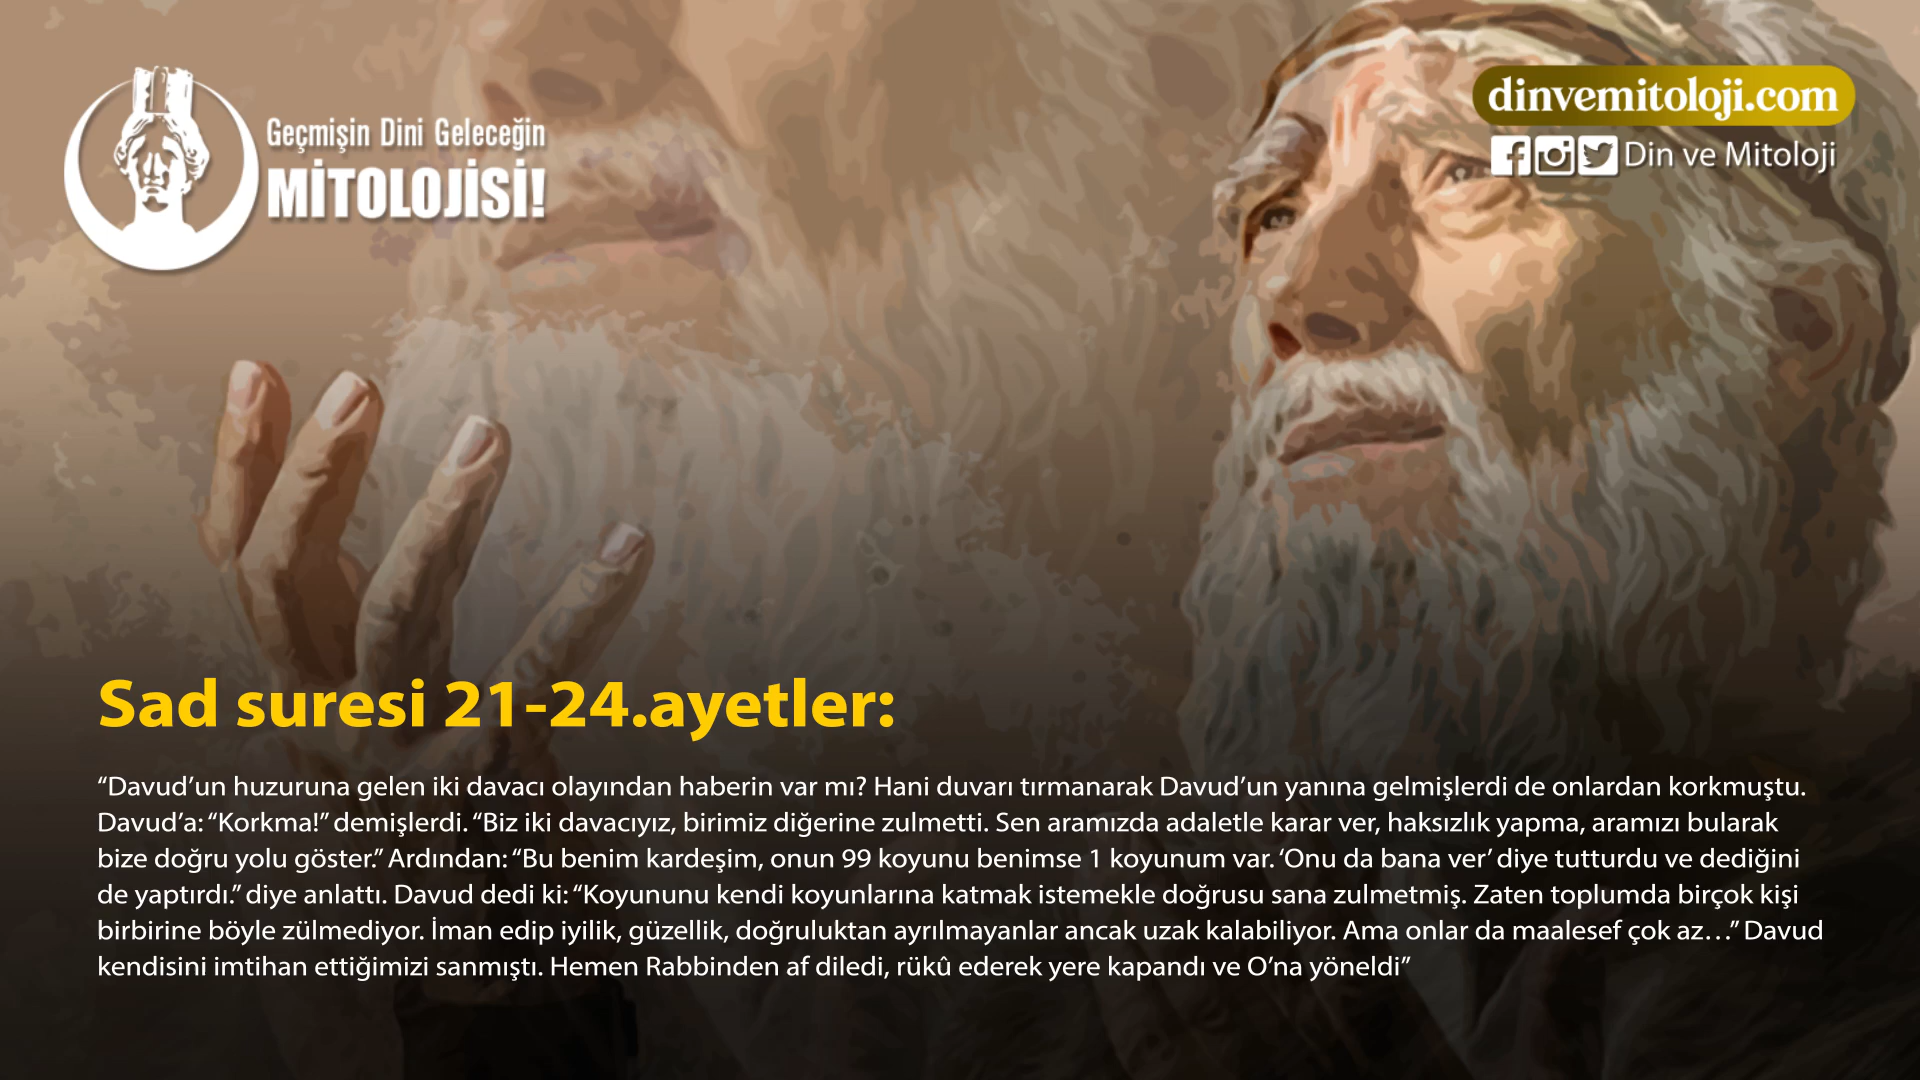 Geçmişin Dini Geleceğin
MİTOLOJİSİ!
dinvemitoloji.com
Din ve Mitoloji
Sad suresi 21-24.ayetler:
“Davud’un huzuruna gelen iki davacı olayından haberin var mı? Hani duvarı tırmanarak Davud’un yanına gelmişlerdi de onlardan korkmuştu.
Davud’a: “Korkma!” demişlerdi. “Biz iki davacıyız, birimiz diğerine zulmetti. Sen aramızda adaletle karar ver, haksızlık yapma, aramızı bularak
bize doğru yolu göster.” Ardından: “Bu benim kardeşim, onun 99 koyunu benimse 1 koyunum var. ‘Onu da bana ver’ diye tutturdu ve dediğini
de yaptırdı.” diye anlattı. Davud dedi ki: “Koyununu kendi koyunlarına katmak istemekle doğrusu sana zulmetmiş. Zaten toplumda birçok kişi
birbirine böyle zülmediyor. İman edip iyilik, güzellik, doğruluktan ayrılmayanlar ancak uzak kalabiliyor. Ama onlar da maalesef çok az…” Davud
kendisini imtihan ettiğimizi sanmıştı. Hemen Rabbinden af diledi, rükû ederek yere kapandı ve O’na yöneldi”